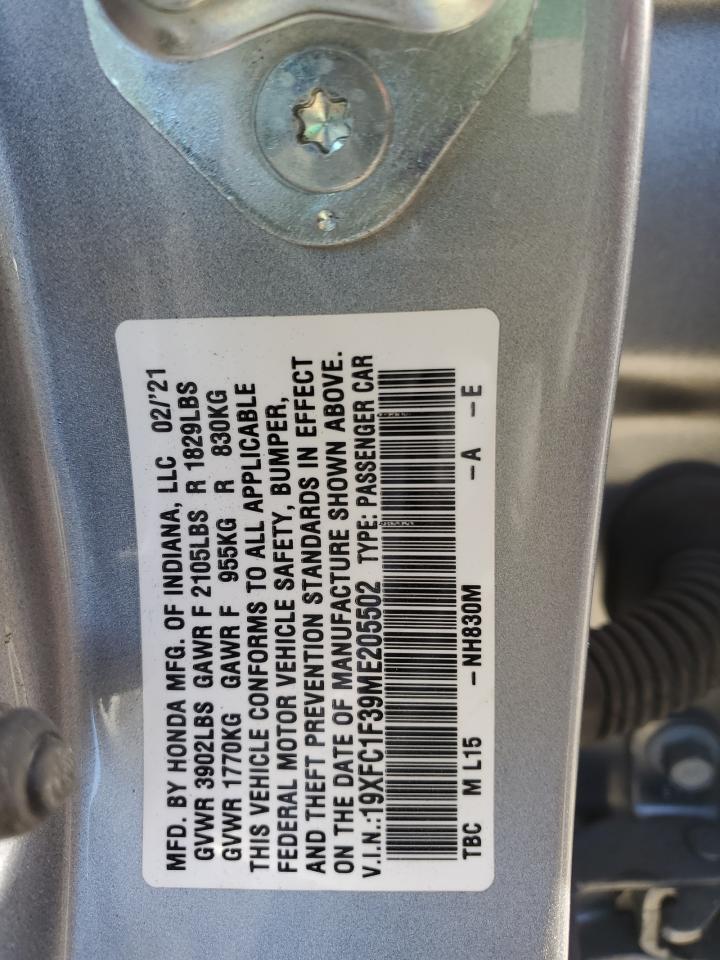 MFD. BY HONDA MFG. OF INDIANA, LLC 02/'21
GVWR 3902LBS GAWR F 2105LBS R 1829LBS
GVWR 1770KG GAWR F 955KG R 830KG
THIS VEHICLE CONFORMS TO ALL APPLICABLE
FEDERAL MOTOR VEHICLE SAFETY, BUMPER,
AND THEFT PREVENTION STANDARDS IN EFFECT
ON THE DATE OF MANUFACTURE SHOWN ABOVE.
V.I.N.:19XFC1F39ME205502 TYPE: PASSENGER CAR
TBC M L15 -NH830M -A -E